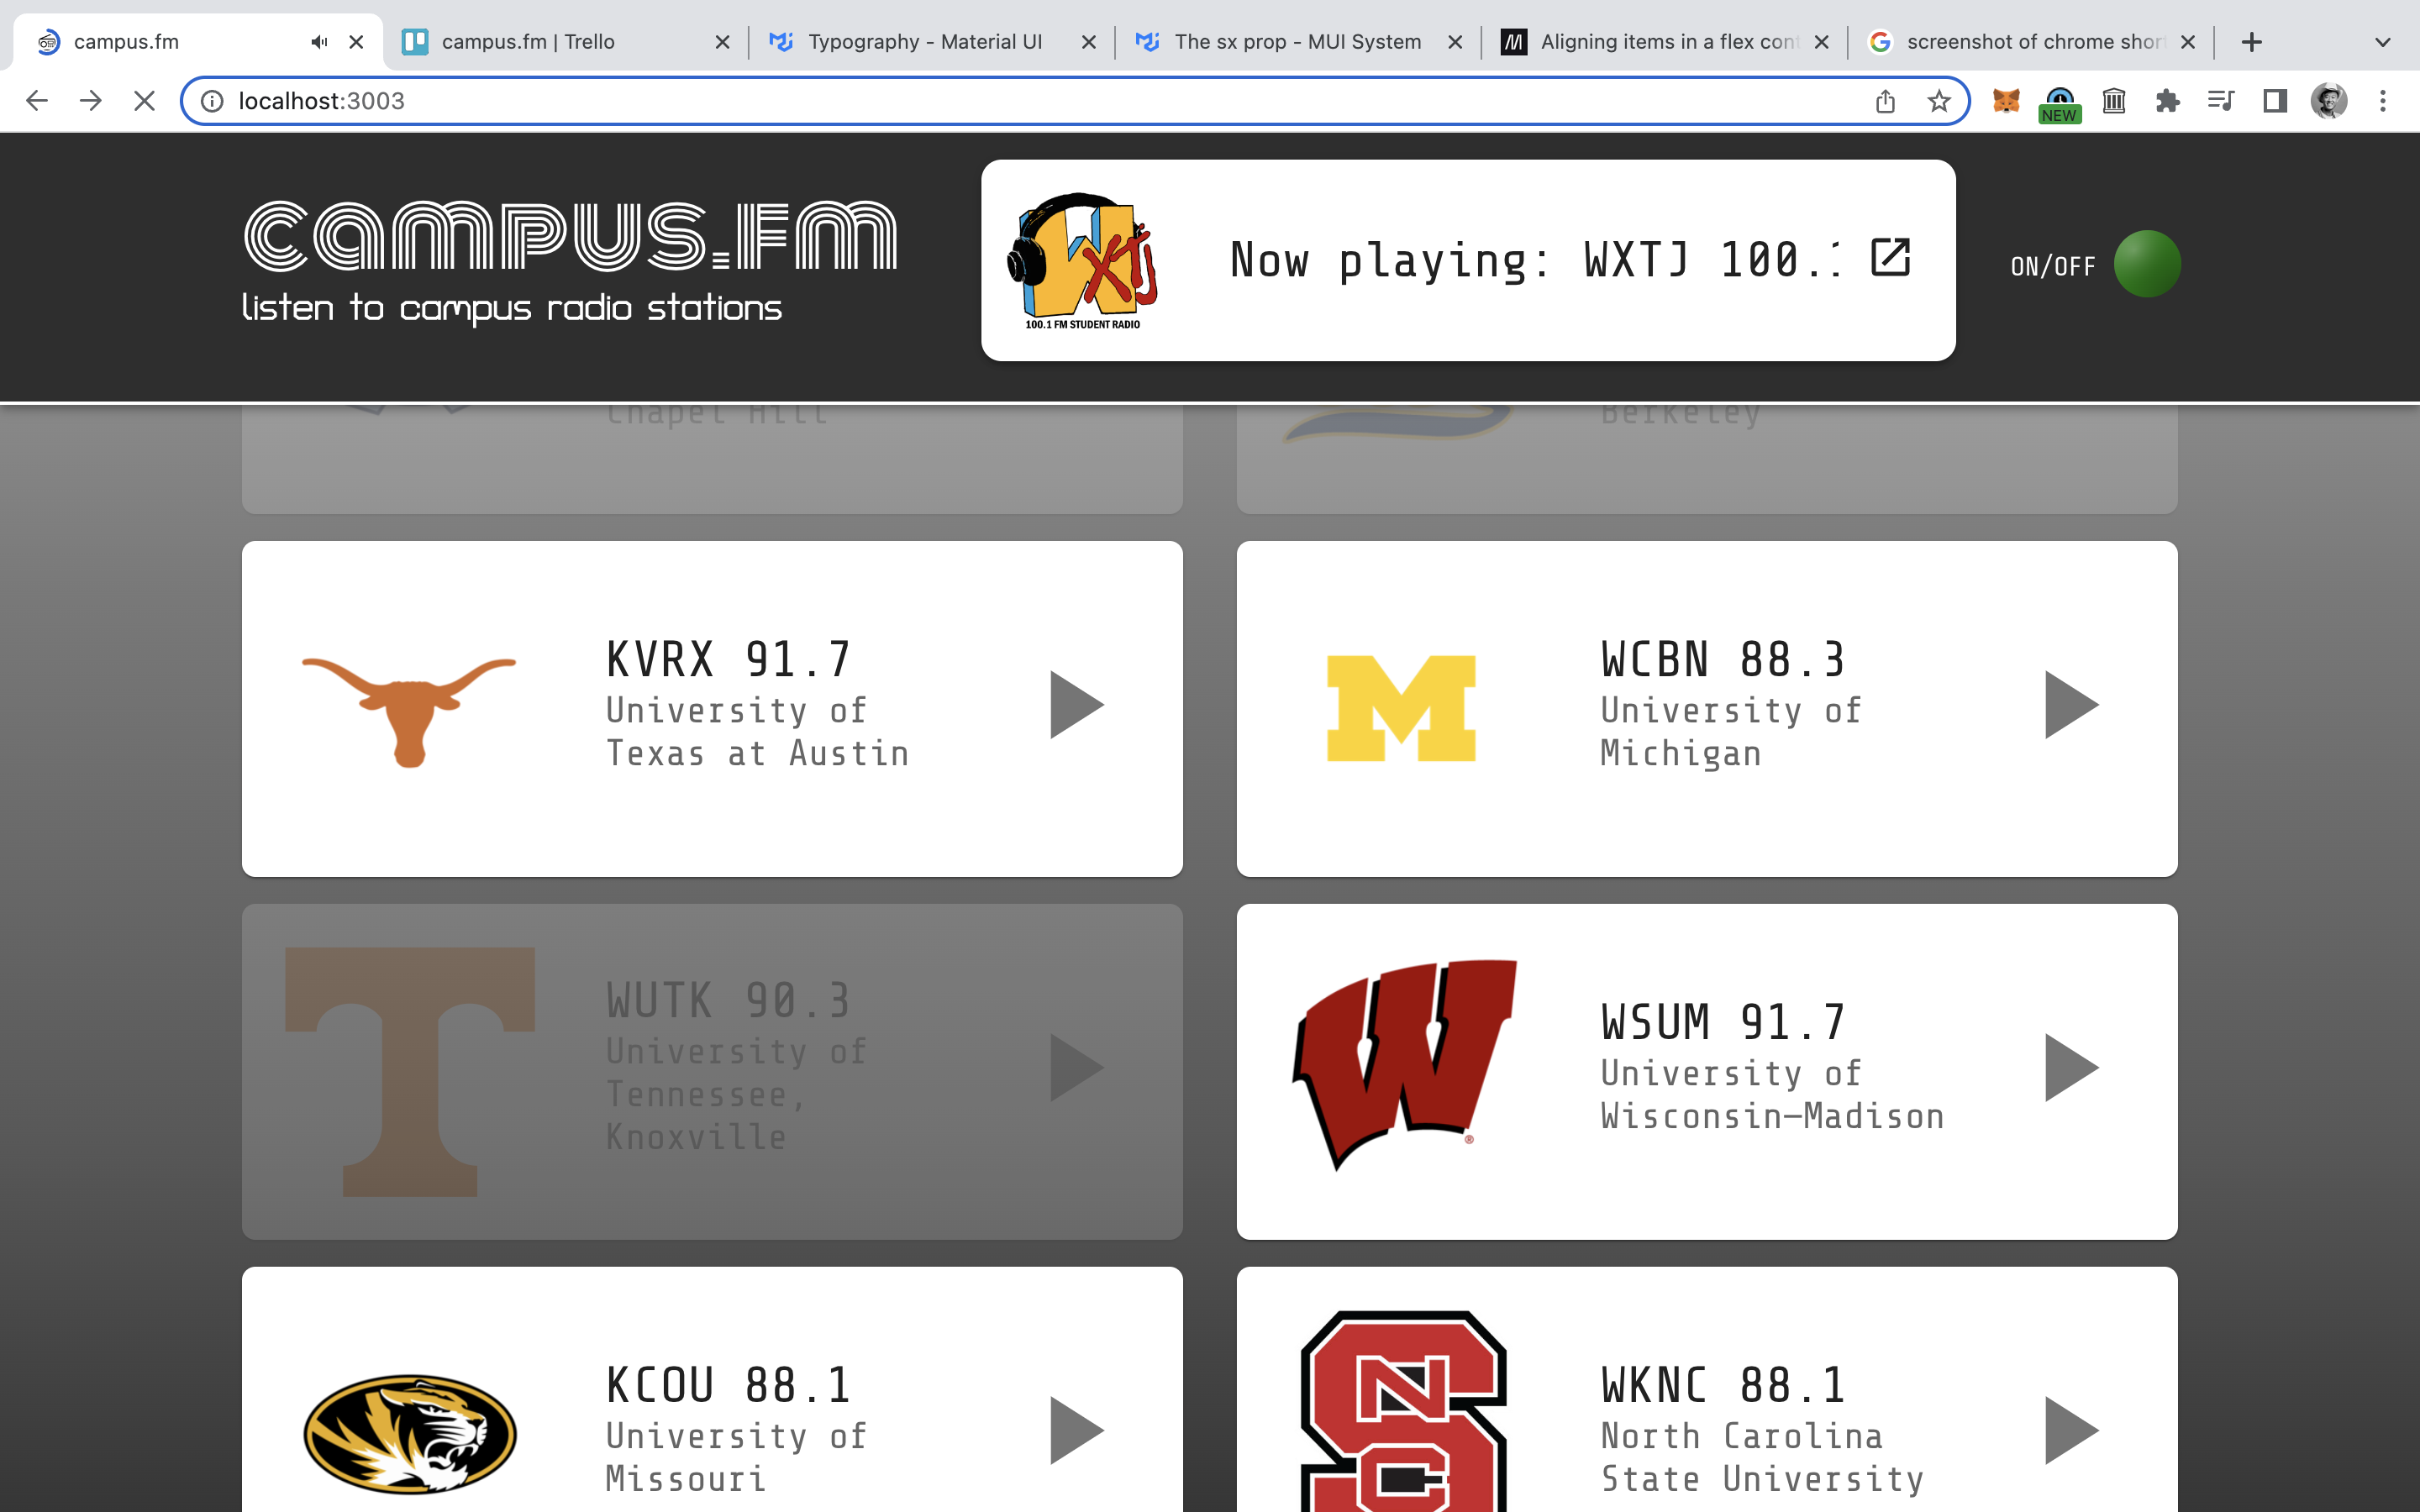 campus.fm
campus.fm | Trello
Typography - Material UI
The sx prop - MUI System
Aligning items in a flex cont
screenshot of chrome shor
localhost:3003
NEW
campus.fm
listen to campus radio stations
WXTJ
100.1 FM STUDENT RADIO
Now playing: WXTJ 100.
ON/OFF
Chapel Hill
Berkeley
KVRX 91.7
University of
Texas at Austin
M
WCBN 88.3
University of
Michigan
T
WUTK 90.3
University of
Tennessee,
Knoxville
W
®
WSUM 91.7
University of
Wisconsin–Madison
KCOU 88.1
University of
Missouri
NCS
WKNC 88.1
North Carolina
State University